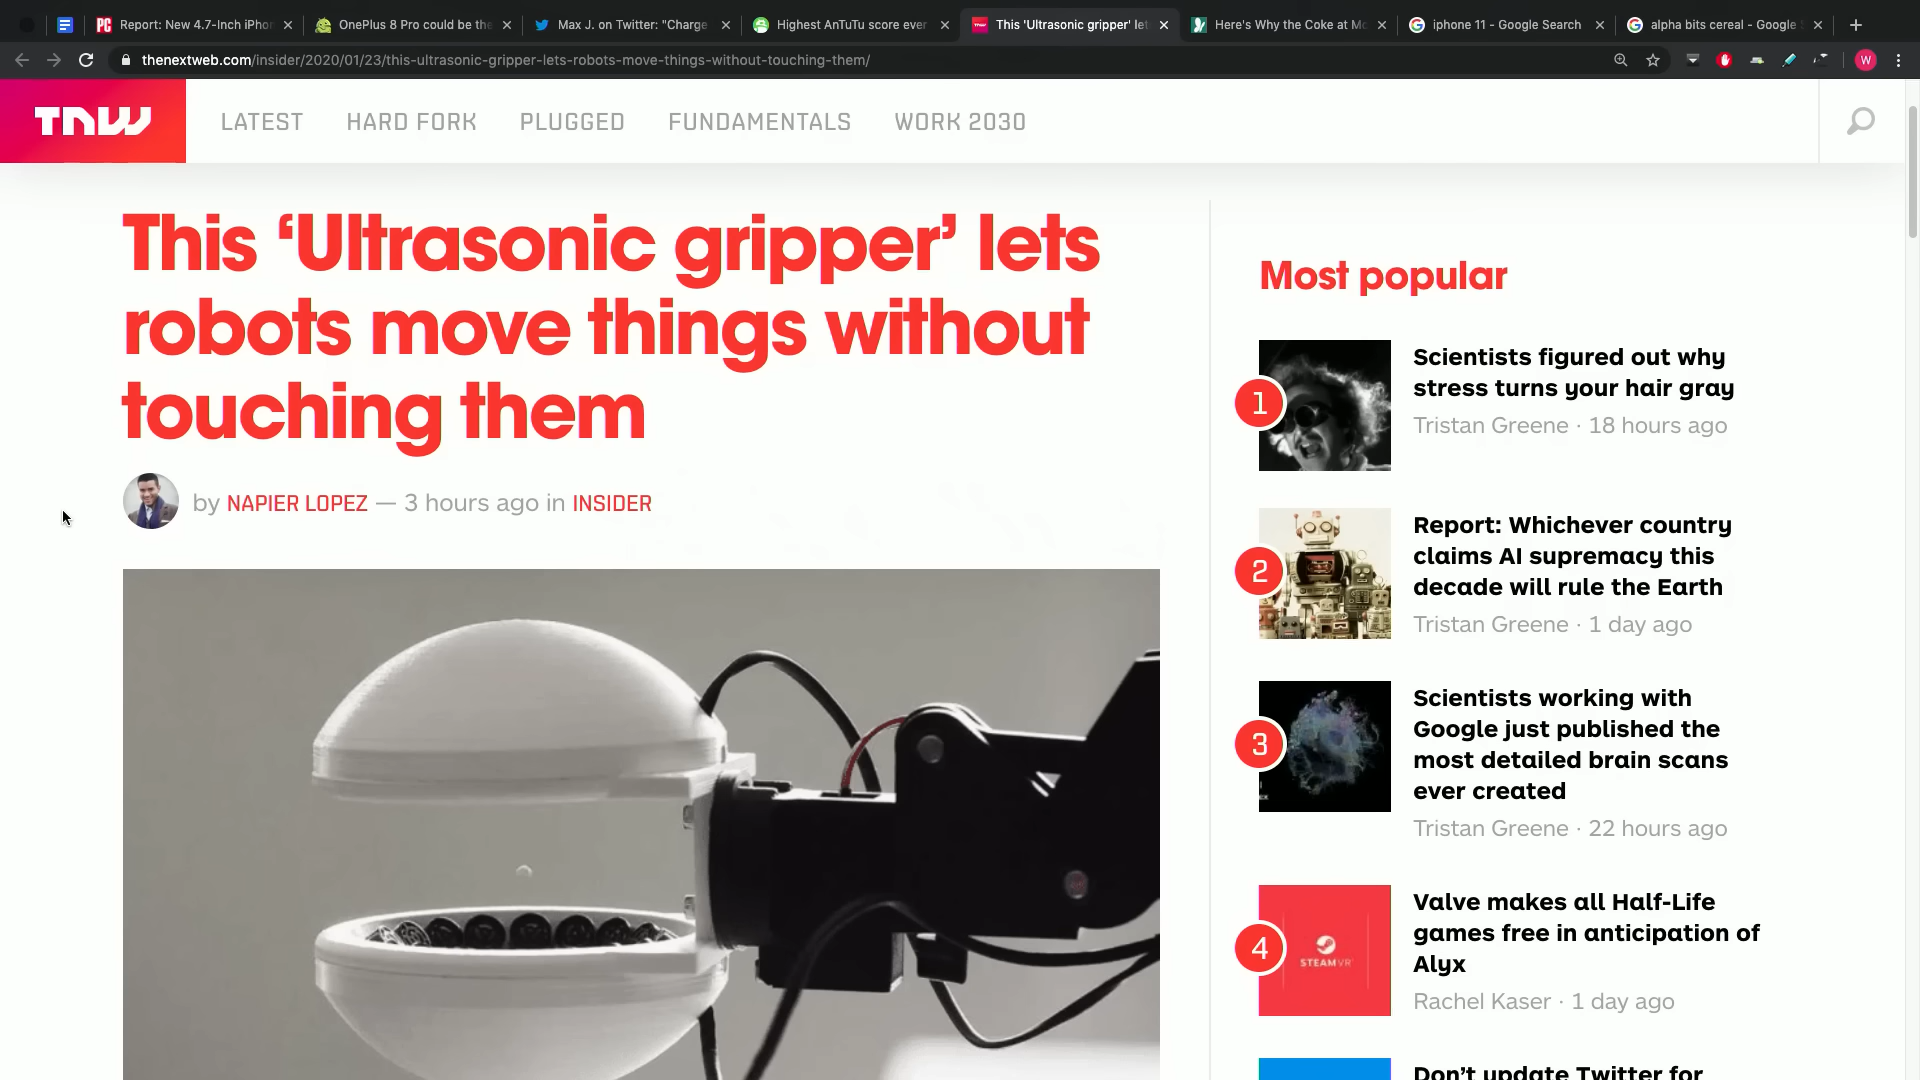 Report: New 4.7-Inch iPhon
OnePlus 8 Pro could be the
Max J. on Twitter: "Charge
Highest AnTuTu score ever
This 'Ultrasonic gripper' let
Here's Why the Coke at Mc
iphone 11 - Google Search
alpha bits cereal - Google S
thenextweb.com/insider/2020/01/23/this-ultrasonic-gripper-lets-robots-move-things-without-touching-them/
W
TNW
LATEST
HARD FORK
PLUGGED
FUNDAMENTALS
WORK 2030
This ‘Ultrasonic gripper’ lets
robots move things without
touching them
by NAPIER LOPEZ — 3 hours ago in INSIDER
Most popular
1
Scientists figured out why
stress turns your hair gray
Tristan Greene · 18 hours ago
2
Report: Whichever country
claims AI supremacy this
decade will rule the Earth
Tristan Greene · 1 day ago
3
Scientists working with
Google just published the
most detailed brain scans
ever created
Tristan Greene · 22 hours ago
4
STEAMVR
Valve makes all Half-Life
games free in anticipation of
Alyx
Rachel Kaser · 1 day ago
Don’t update Twitter for